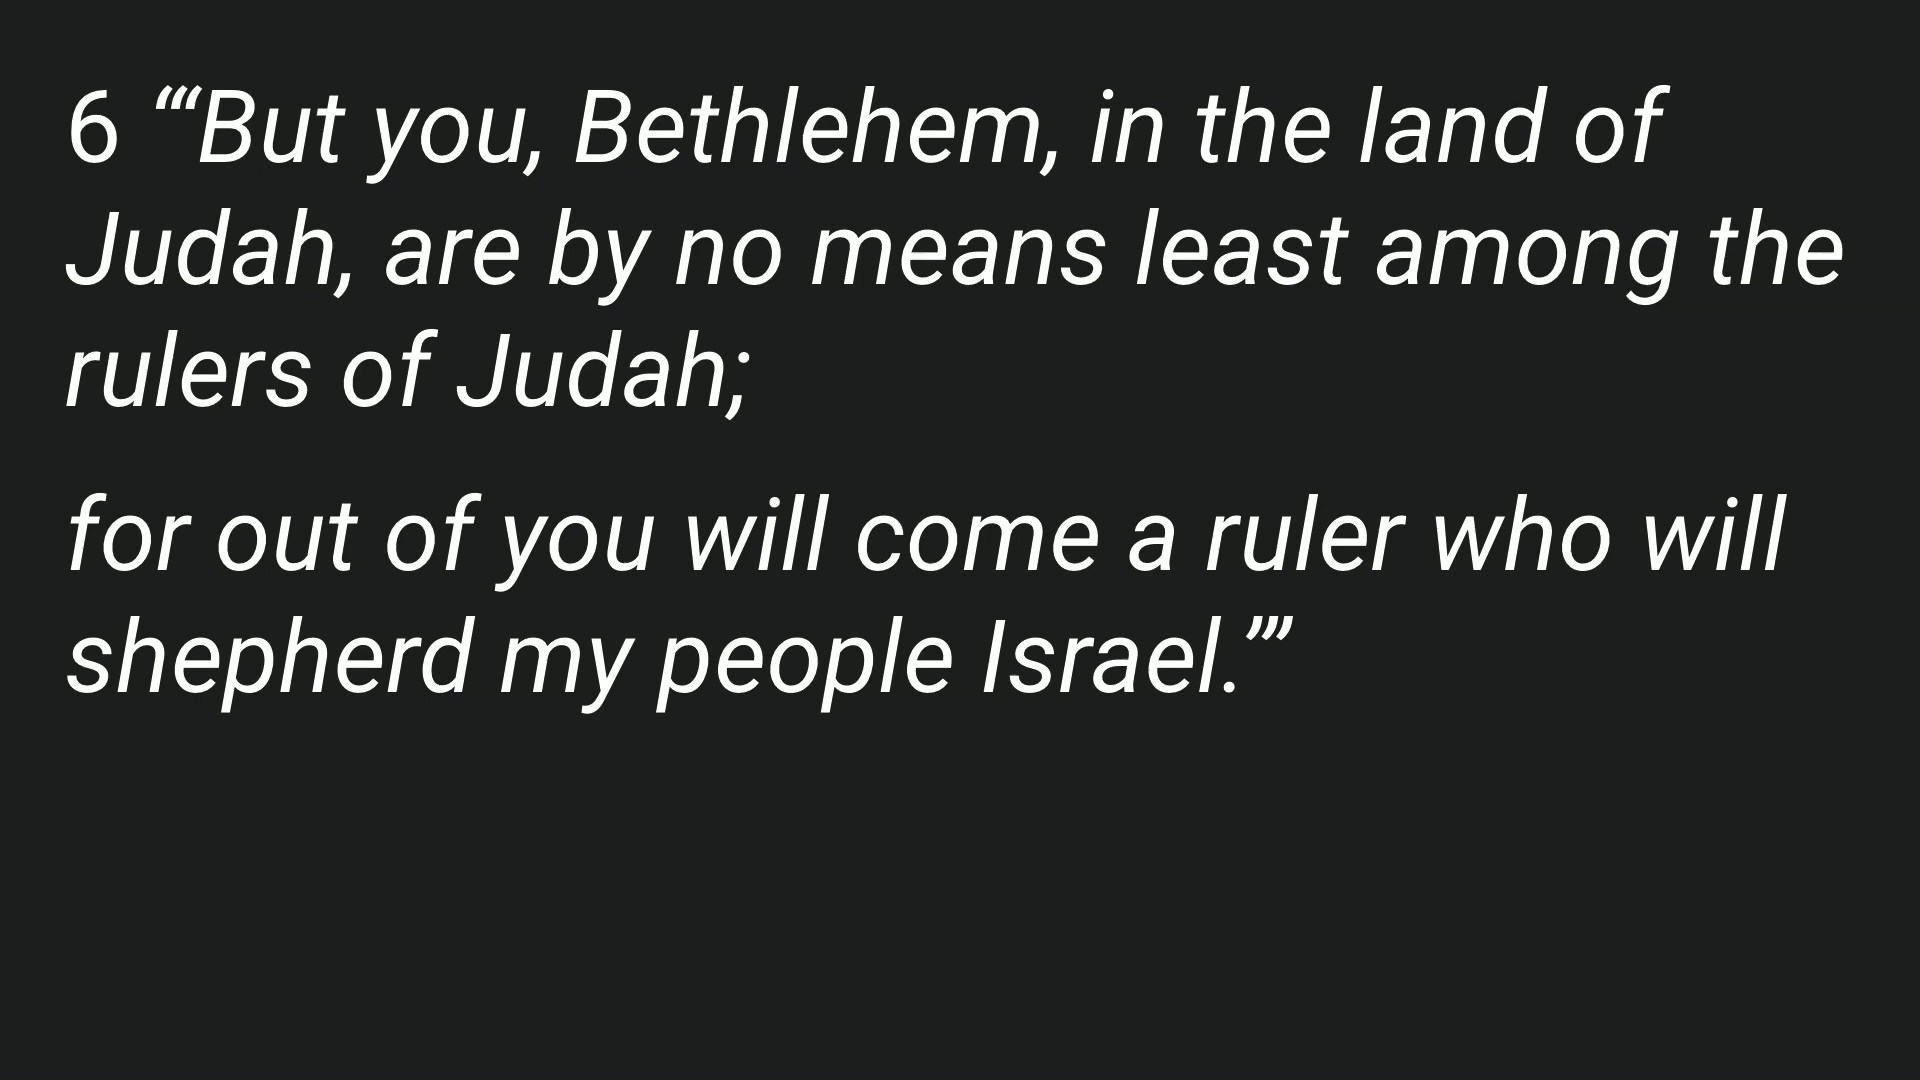 6 “‘But you, Bethlehem, in the land of
Judah, are by no means least among the
rulers of Judah;
for out of you will come a ruler who will
shepherd my people Israel.’”